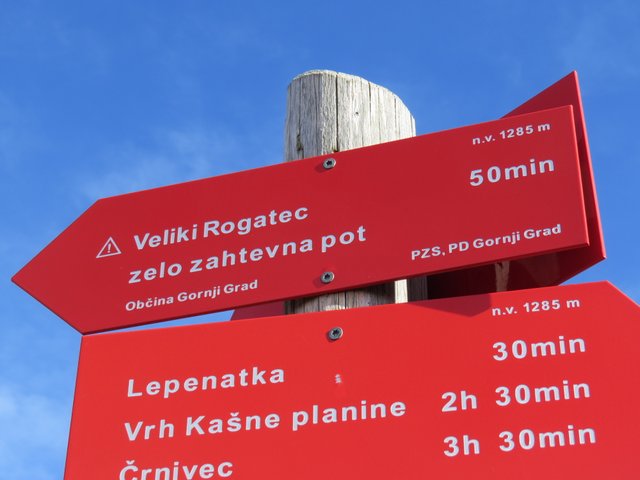 n.v. 1285 m
Veliki Rogatec 50min
zelo zahtevna pot
Občina Gornji Grad PZS, PD Gornji Grad
n.v. 1285 m
Lepenatka 30min
Vrh Kašne planine 2h 30min
Črnivec 3h 30min